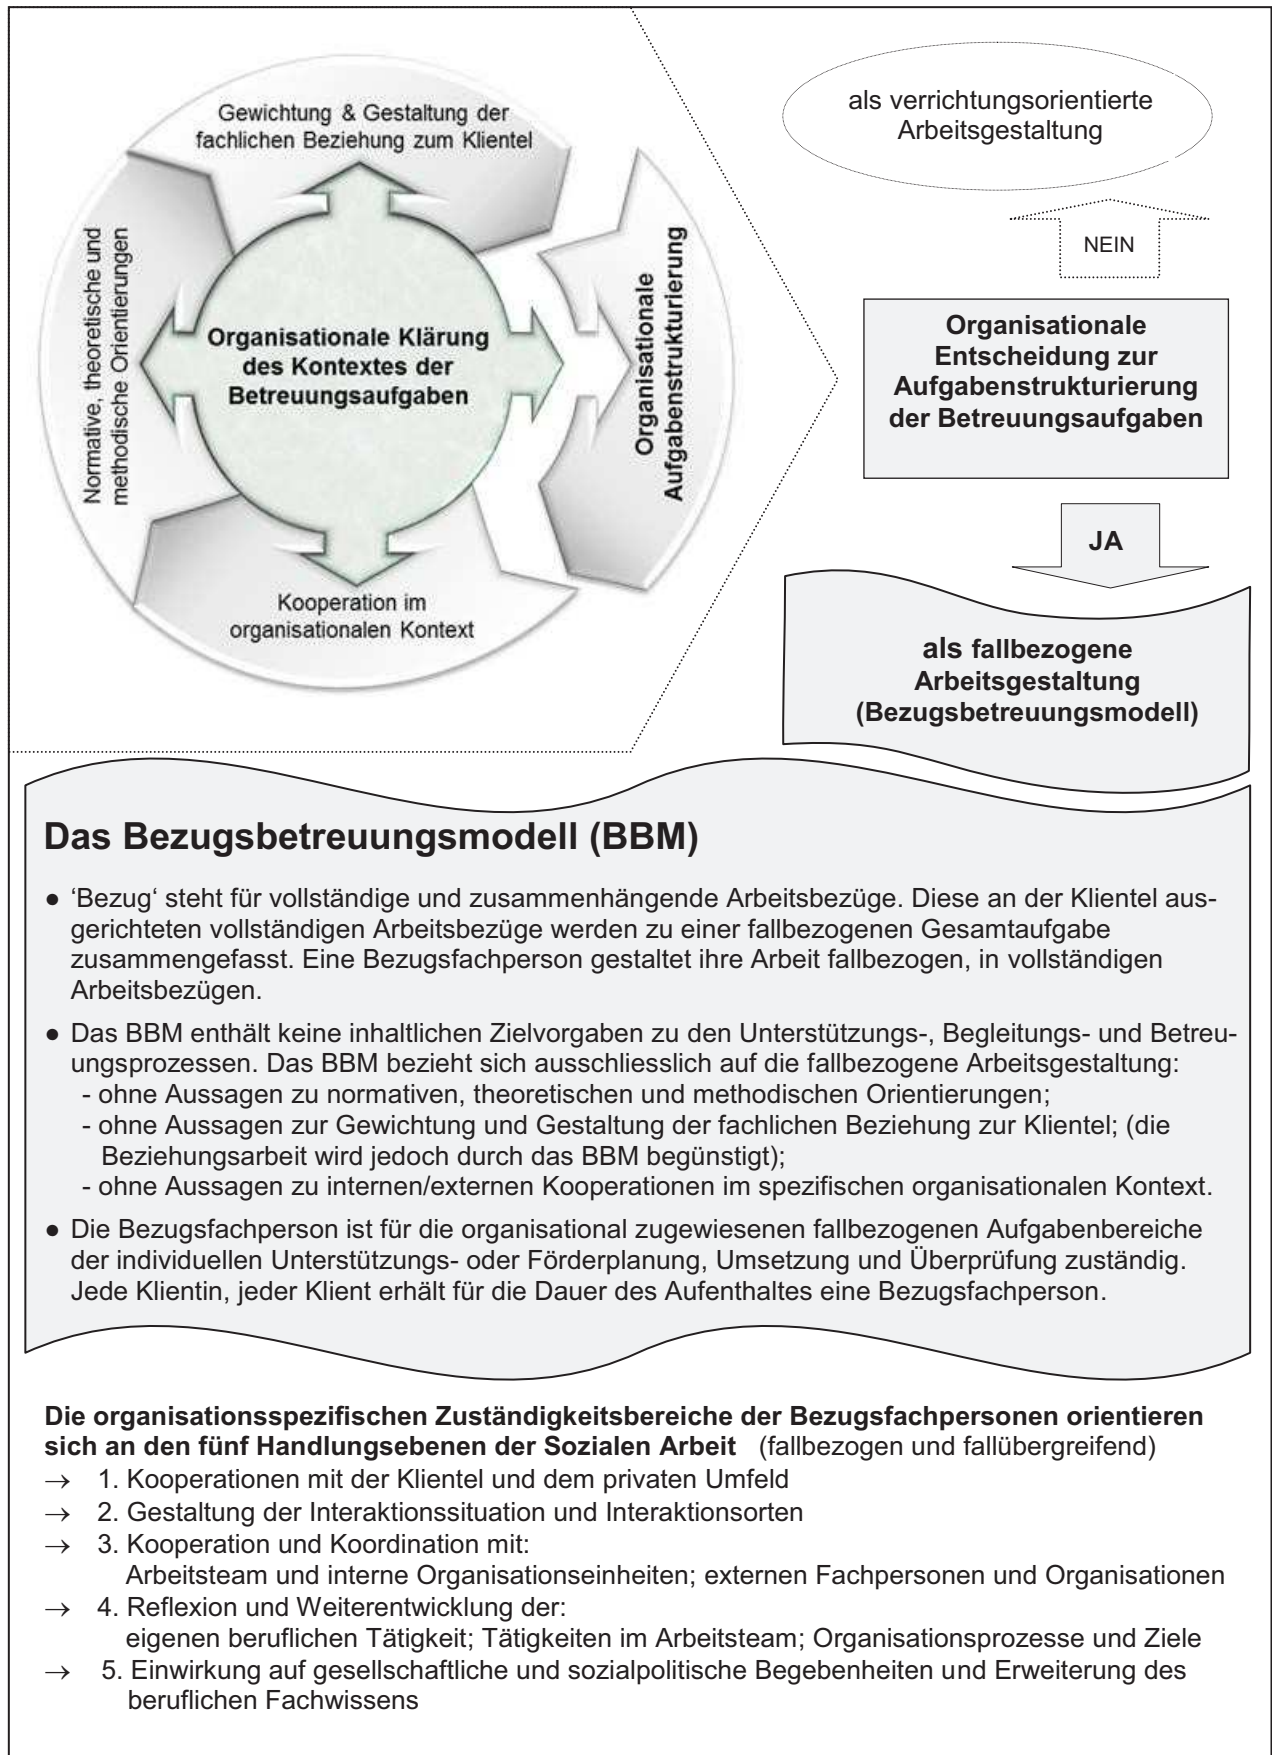 Gewichtung & Gestaltung der
fachlichen Beziehung zum Klientel
Normative, theoretische und
methodische Orientierungen
Organisationale Klärung
des Kontextes der
Betreuungsaufgaben
Organisationale
Aufgabenstrukturierung
Kooperation im
organisationalen Kontext
als verrichtungsorientierte
Arbeitsgestaltung
NEIN
Organisationale
Entscheidung zur
Aufgabenstrukturierung
der Betreuungsaufgaben
JA
als fallbezogene
Arbeitsgestaltung
(Bezugsbetreuungsmodell)
Das Bezugsbetreuungsmodell (BBM)
● ‘Bezug‘ steht für vollständige und zusammenhängende Arbeitsbezüge. Diese an der Klientel aus-
gerichteten vollständigen Arbeitsbezüge werden zu einer fallbezogenen Gesamtaufgabe
zusammengefasst. Eine Bezugsfachperson gestaltet ihre Arbeit fallbezogen, in vollständigen
Arbeitsbezügen.
● Das BBM enthält keine inhaltlichen Zielvorgaben zu den Unterstützungs-, Begleitungs- und Betreu-
ungsprozessen. Das BBM bezieht sich ausschliesslich auf die fallbezogene Arbeitsgestaltung:
- ohne Aussagen zu normativen, theoretischen und methodischen Orientierungen;
- ohne Aussagen zur Gewichtung und Gestaltung der fachlichen Beziehung zur Klientel; (die
Beziehungsarbeit wird jedoch durch das BBM begünstigt);
- ohne Aussagen zu internen/externen Kooperationen im spezifischen organisationalen Kontext.
● Die Bezugsfachperson ist für die organisational zugewiesenen fallbezogenen Aufgabenbereiche
der individuellen Unterstützungs- oder Förderplanung, Umsetzung und Überprüfung zuständig.
Jede Klientin, jeder Klient erhält für die Dauer des Aufenthaltes eine Bezugsfachperson.
Die organisationsspezifischen Zuständigkeitsbereiche der Bezugsfachpersonen orientieren
sich an den fünf Handlungsebenen der Sozialen Arbeit (fallbezogen und fallübergreifend)
→ 1. Kooperationen mit der Klientel und dem privaten Umfeld
→ 2. Gestaltung der Interaktionssituation und Interaktionsorten
→ 3. Kooperation und Koordination mit:
Arbeitsteam und interne Organisationseinheiten; externen Fachpersonen und Organisationen
→ 4. Reflexion und Weiterentwicklung der:
eigenen beruflichen Tätigkeit; Tätigkeiten im Arbeitsteam; Organisationsprozesse und Ziele
→ 5. Einwirkung auf gesellschaftliche und sozialpolitische Begebenheiten und Erweiterung des
beruflichen Fachwissens